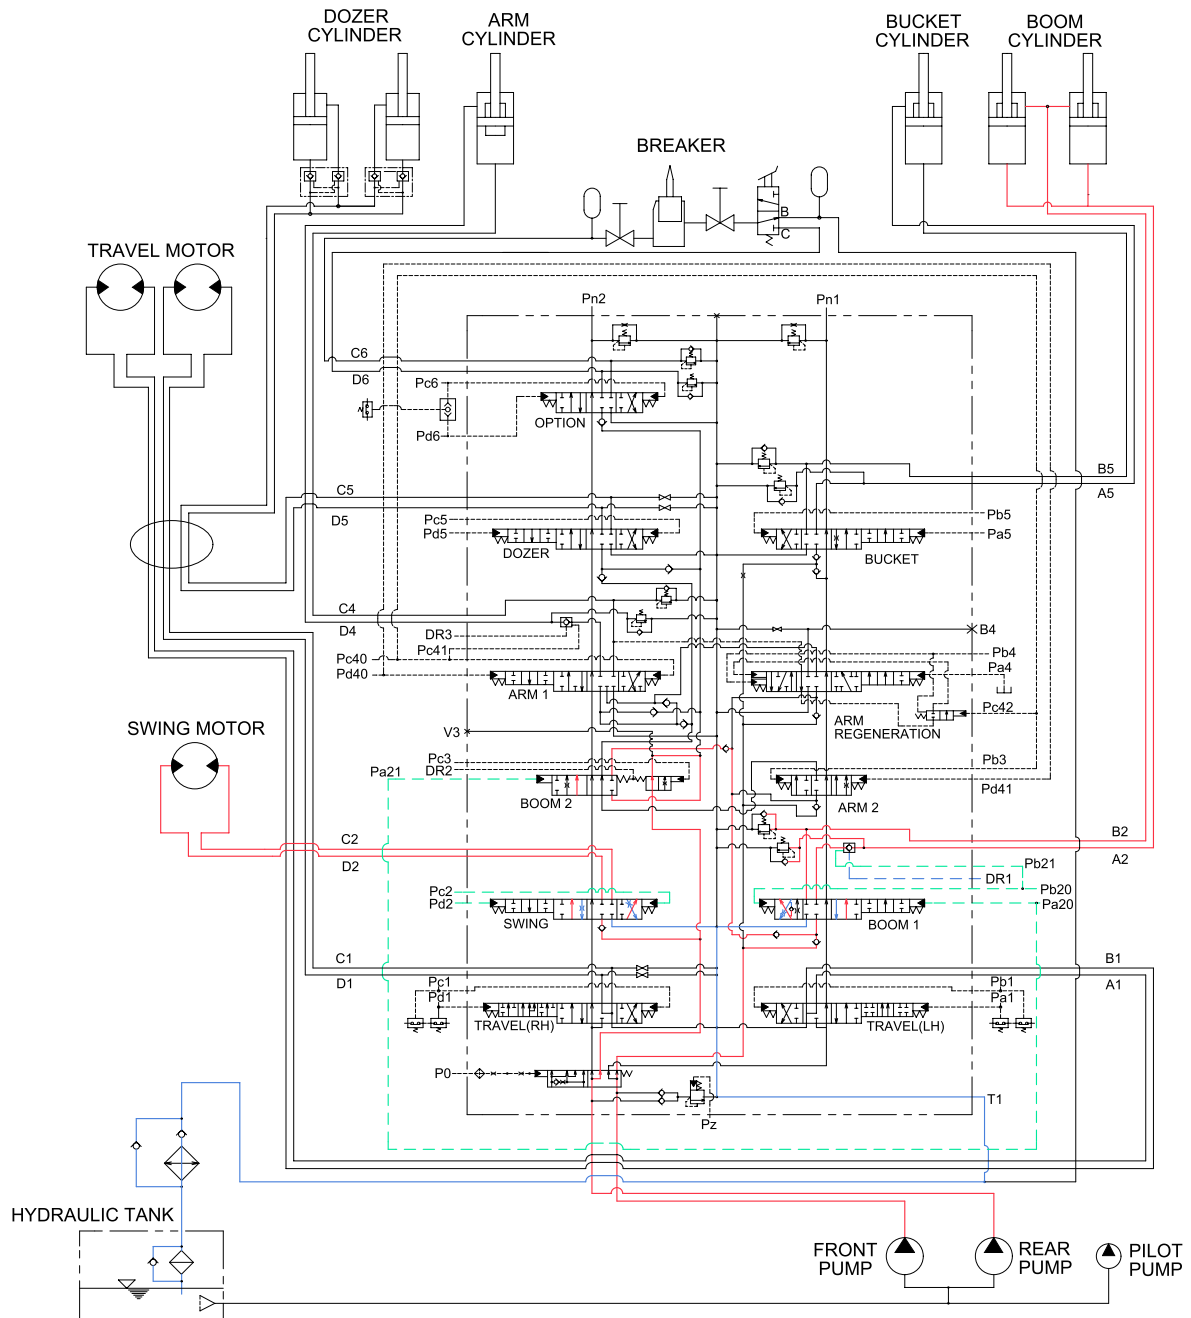 DOZER
CYLINDER
ARM
CYLINDER
BUCKET
CYLINDER
BOOM
CYLINDER
BREAKER
B
C
TRAVEL MOTOR
Pn2
Pn1
C6
D6
Pc6
Pd6
OPTION
C5
D5
Pc5
Pd5
DOZER
B5
A5
Pb5
Pa5
BUCKET
C4
D4
DR3
Pc41
Pc40
Pd40
ARM 1
B4
Pb4
Pa4
Pc42
ARM
REGENERATION
SWING MOTOR
V3
Pc3
DR2
Pa21
BOOM 2
Pb3
Pd41
ARM 2
C2
D2
B2
A2
Pb21
DR1
Pb20
Pa20
Pc2
Pd2
SWING
BOOM 1
C1
D1
B1
A1
Pc1
Pd1
TRAVEL(RH)
Pb1
Pa1
TRAVEL(LH)
P0
Pz
T1
HYDRAULIC TANK
FRONT
PUMP
REAR
PUMP
PILOT
PUMP